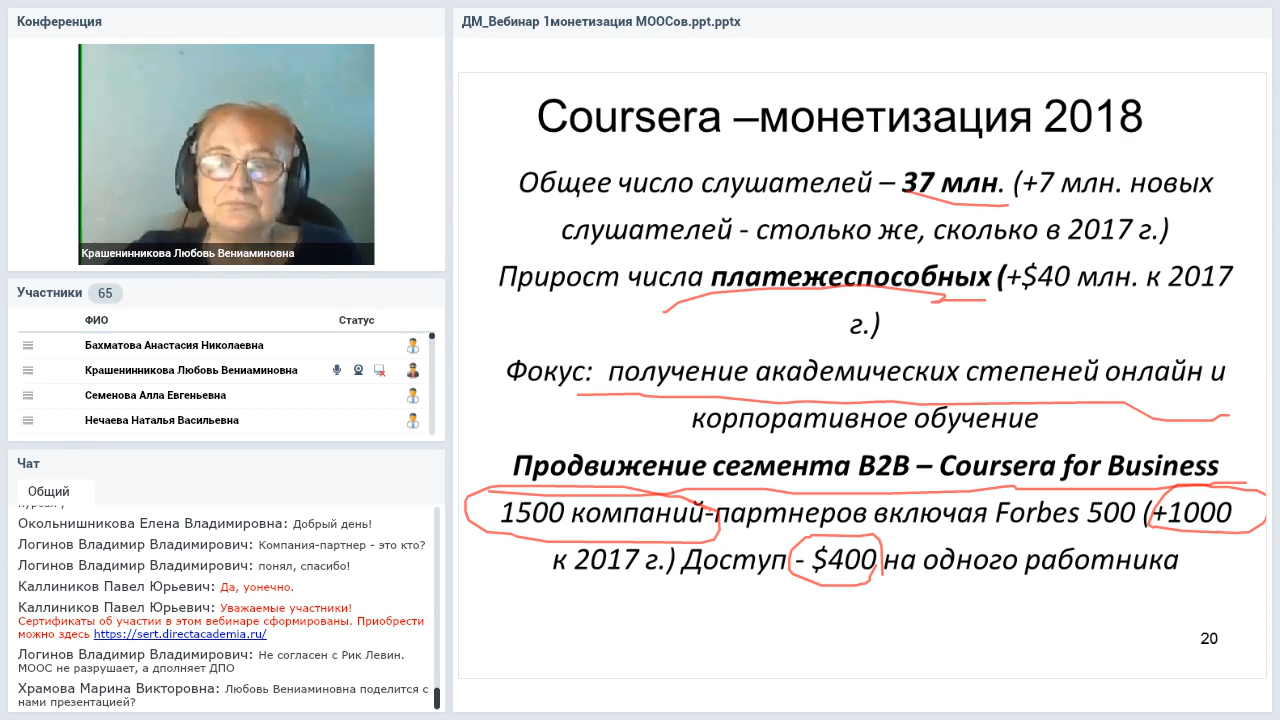 Конференция
Крашенинникова Любовь Вениаминовна
Участники 65
ФИО Статус
Бахматова Анастасия Николаевна
Крашенинникова Любовь Вениаминовна
Семенова Алла Евгеньевна
Нечаева Наталья Васильевна
Чат
Общий
Окольнишникова Елена Владимировна: Добрый день!
Логинов Владимир Владимирович: Компания-партнер - это кто?
Логинов Владимир Владимирович: понял, спасибо!
Каллиников Павел Юрьевич: Да, уонечно.
Каллиников Павел Юрьевич: Уважаемые участники!
Сертификаты об участии в этом вебинаре сформированы. Приобрести
можно здесь https://sert.directacademia.ru/
Логинов Владимир Владимирович: Не согласен с Рик Левин.
МООС не разрушает, а дполняет ДПО
Храмова Марина Викторовна: Любовь Вениаминовна поделится с
нами презентацией?
ДМ_Вебинар 1монетизация МООСов.ppt.pptx
Coursera –монетизация 2018
Общее число слушателей – 37 млн. (+7 млн. новых
слушателей - столько же, сколько в 2017 г.)
Прирост числа платежеспособных (+$40 млн. к 2017
г.)
Фокус: получение академических степеней онлайн и
корпоративное обучение
Продвижение сегмента B2B – Coursera for Business
1500 компаний-партнеров включая Forbes 500 (+1000
к 2017 г.) Доступ - $400 на одного работника
20